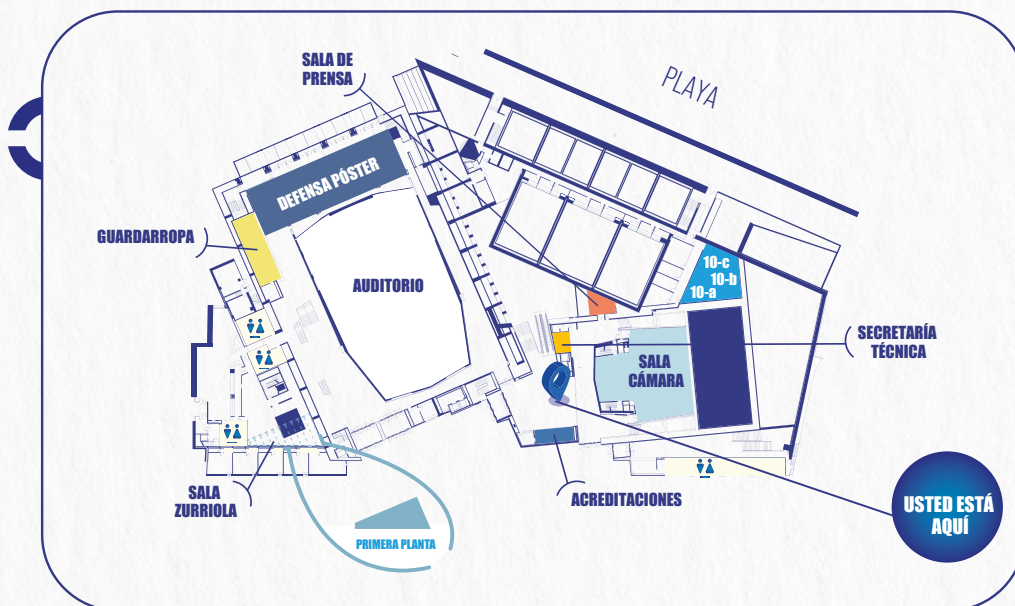 SALA DE
PRENSA
PLAYA
DEFENSA PÓSTER
GUARDARROPA
AUDITORIO
10-c
10-b
10-a
SECRETARÍA
TÉCNICA
SALA
CÁMARA
SALA
ZURRIOLA
ACREDITACIONES
USTED ESTÁ
AQUÍ
PRIMERA PLANTA